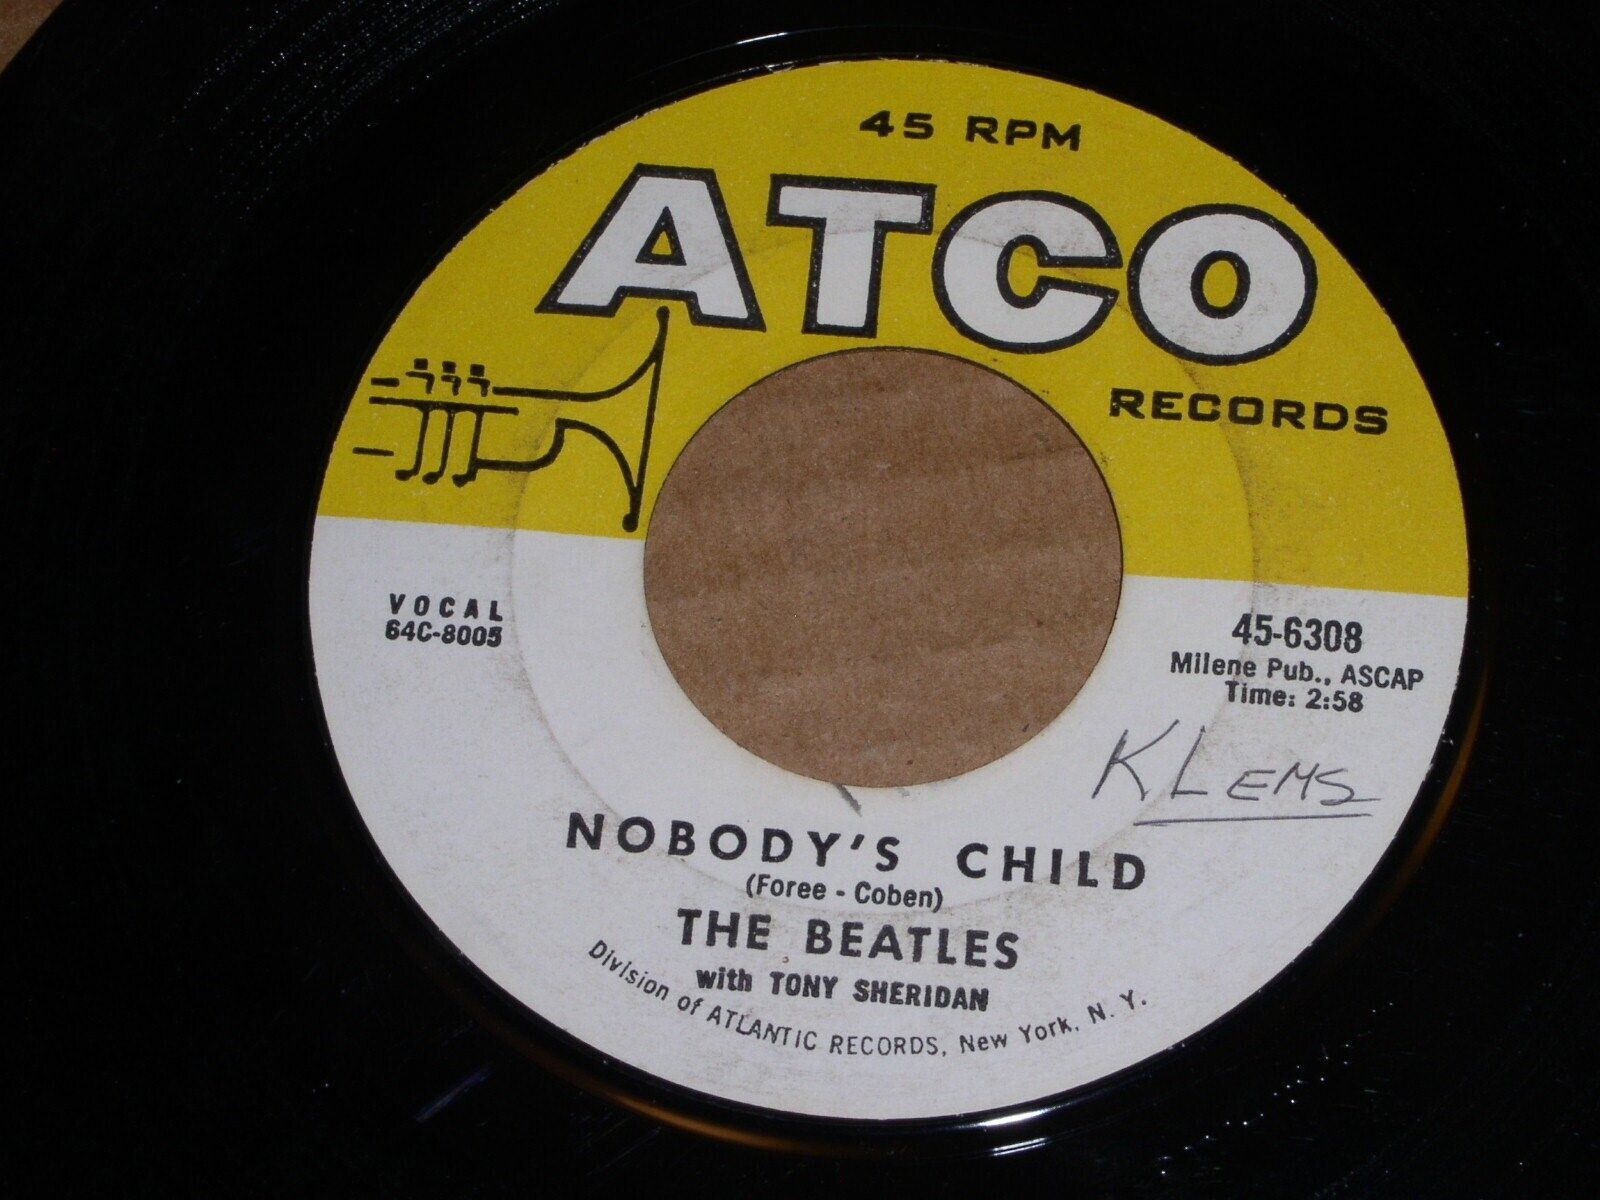 45 RPM
ATCO
RECORDS
VOCAL
64C-8005
45-6308
Milene Pub., ASCAP
Time: 2:58
KLEMS
NOBODY'S CHILD
(Foree - Coben)
THE BEATLES
with TONY SHERIDAN
Division of ATLANTIC RECORDS, New York, N. Y.